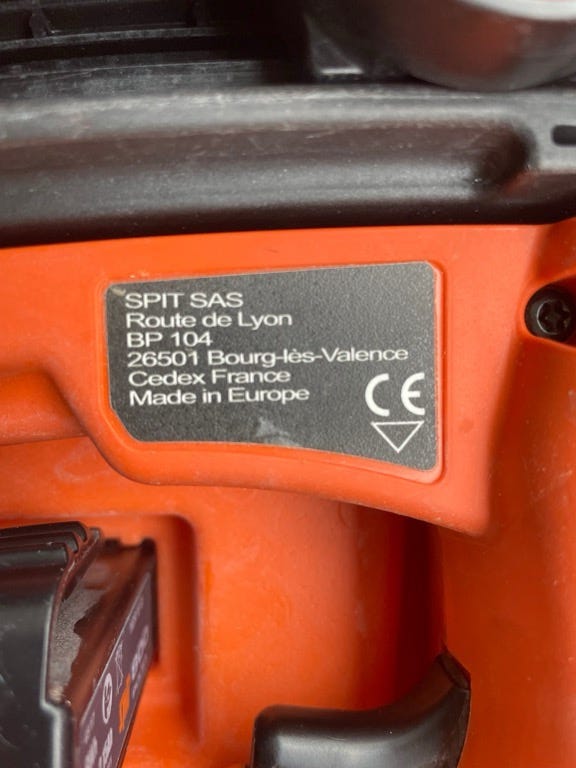 SPIT SAS
Route de Lyon
BP 104
26501 Bourg-lès-Valence
Cedex France
Made in Europe
CE